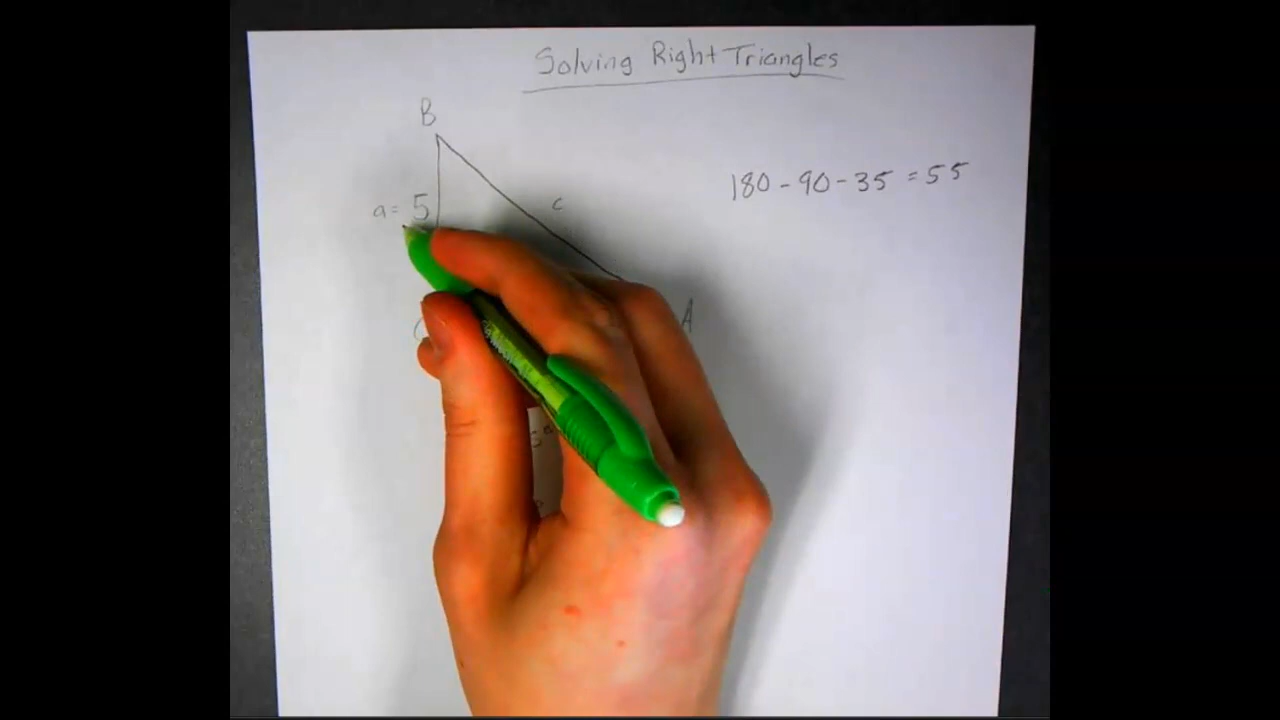 Solving Right Triangles
B
180 - 90 - 35 = 55
a = 5
c
A
C